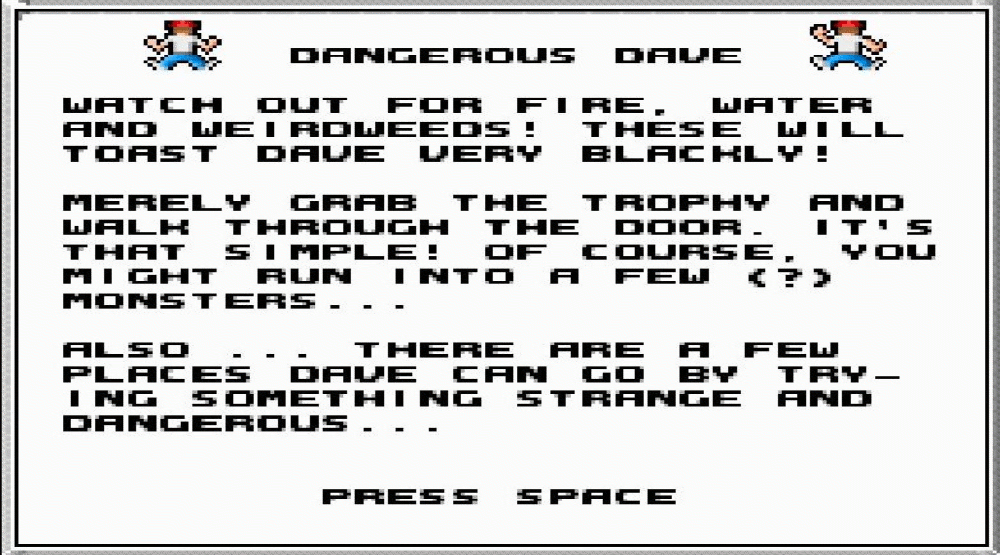 DANGEROUS DAVE
WATCH OUT FOR FIRE, WATER
AND WEIRDWEEDS! THESE WILL
TOAST DAVE VERY BLACKLY!
MERELY GRAB THE TROPHY AND
WALK THROUGH THE DOOR. IT'S
THAT SIMPLE! OF COURSE, YOU
MIGHT RUN INTO A FEW (?)
MONSTERS...
ALSO ... THERE ARE A FEW
PLACES DAVE CAN GO BY TRY-
ING SOMETHING STRANGE AND
DANGEROUS...
PRESS SPACE